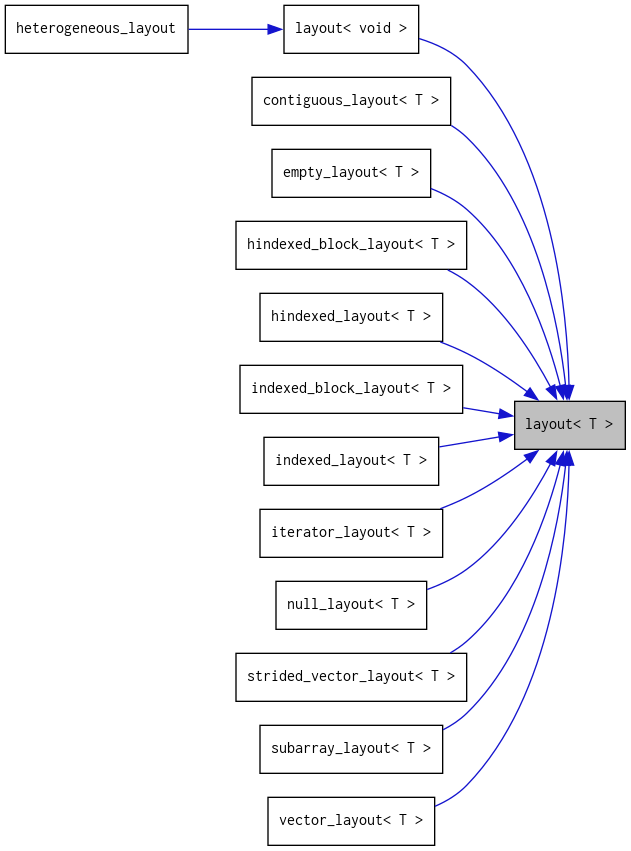 heterogeneous_layout
layout< void >
contiguous_layout< T >
empty_layout< T >
hindexed_block_layout< T >
hindexed_layout< T >
indexed_block_layout< T >
layout< T >
indexed_layout< T >
iterator_layout< T >
null_layout< T >
strided_vector_layout< T >
subarray_layout< T >
vector_layout< T >